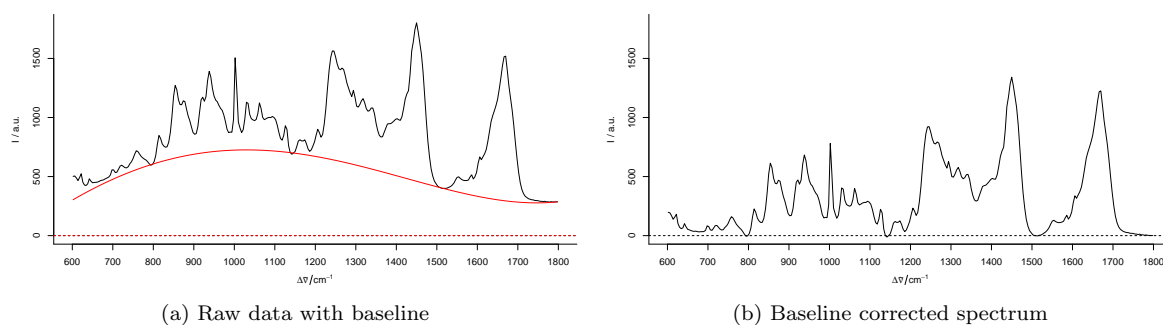 I / a.u.
1500
1000
500
0
600 700 800 900 1000 1100 1200 1300 1400 1500 1600 1700 1800
Δν̃/cm⁻¹
(a) Raw data with baseline
I / a.u.
1500
1000
500
0
600 700 800 900 1000 1100 1200 1300 1400 1500 1600 1700 1800
Δν̃/cm⁻¹
(b) Baseline corrected spectrum